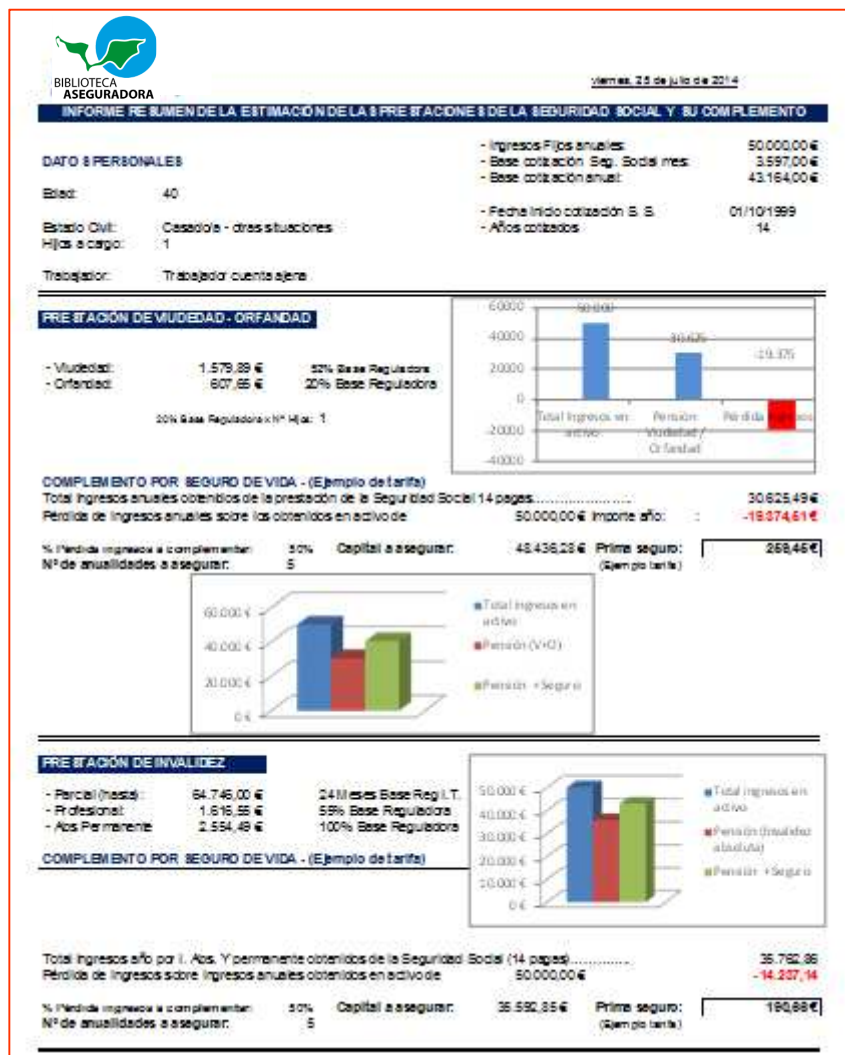 BIBLIOTECA
ASEGURADORA
viernes, 25 de julio de 2014
INFORME RESUMEN DE LA ESTIMACIÓN DE LAS PRESTACIONES DE LA SEGURIDAD SOCIAL Y SU COMPLEMENTO
- Ingresos Fijos anuales: 50.000,00 €
DATOS PERSONALES - Base cotización Seg. Social mes: 3.597,00 €
- Base cotización anual: 43.164,00 €
Edad: 40
- Fecha inicio cotización S. S. 01/10/1999
Estado Civil: Casado/a - otras situaciones - Años cotizados 14
Hijos a cargo: 1
Trabajador: Trabajador cuenta ajena
PRESTACIÓN DE VIUDEDAD - ORFANDAD
- Viudedad: 1.579,89 € 52% Base Reguladora
- Orfandad: 607,65 € 20% Base Reguladora
20% Base Reguladora x Nº Hijos: 1
60000
40000
20000
0
-20000
-40000
50.000
30.625
-19.375
Total Ingresos en activo
Pensión Viudedad / Orfandad
Pérdida Ingresos
COMPLEMENTO POR SEGURO DE VIDA - (Ejemplo de tarifa)
Total ingresos anuales obtenidos de la prestación de la Seguridad Social 14 pagas........................ 30.625,49 €
Pérdida de ingresos anuales sobre los obtenidos en activo de 50.000,00 € Importe año: : -19.374,51 €
% Pérdida ingresos a complementar: 50% Capital a asegurar: 48.436,28 € Prima seguro: 259,45 €
Nº de anualidades a asegurar: 5 (Ejemplo tarifa)
60.000 €
40.000 €
20.000 €
0 €
Total ingresos en activo
Pensión (V+O)
Pensión + Seguro
PRESTACIÓN DE INVALIDEZ
- Parcial (hasta): 64.746,00 € 24 Meses Base Reg I.T.
- Profesional: 1.616,55 € 55% Base Reguladora
- Abs Permanente 2.554,49 € 100% Base Reguladora
COMPLEMENTO POR SEGURO DE VIDA - (Ejemplo de tarifa)
50.000 €
40.000 €
30.000 €
20.000 €
10.000 €
0 €
Total ingresos en activo
Pensión (Invalidez absoluta)
Pensión + Seguro
Total ingresos año por I. Abs. Y permanente obtenidos de la Seguridad Social (14 pagas).............. 35.762,86
Pérdida de ingresos sobre ingresos anuales obtenidos en activo de 50.000,00 € -14.237,14
% Pérdida ingresos a complementar: 50% Capital a asegurar: 35.592,85 € Prima seguro: 190,66 €
Nº de anualidades a asegurar: 5 (Ejemplo tarifa)